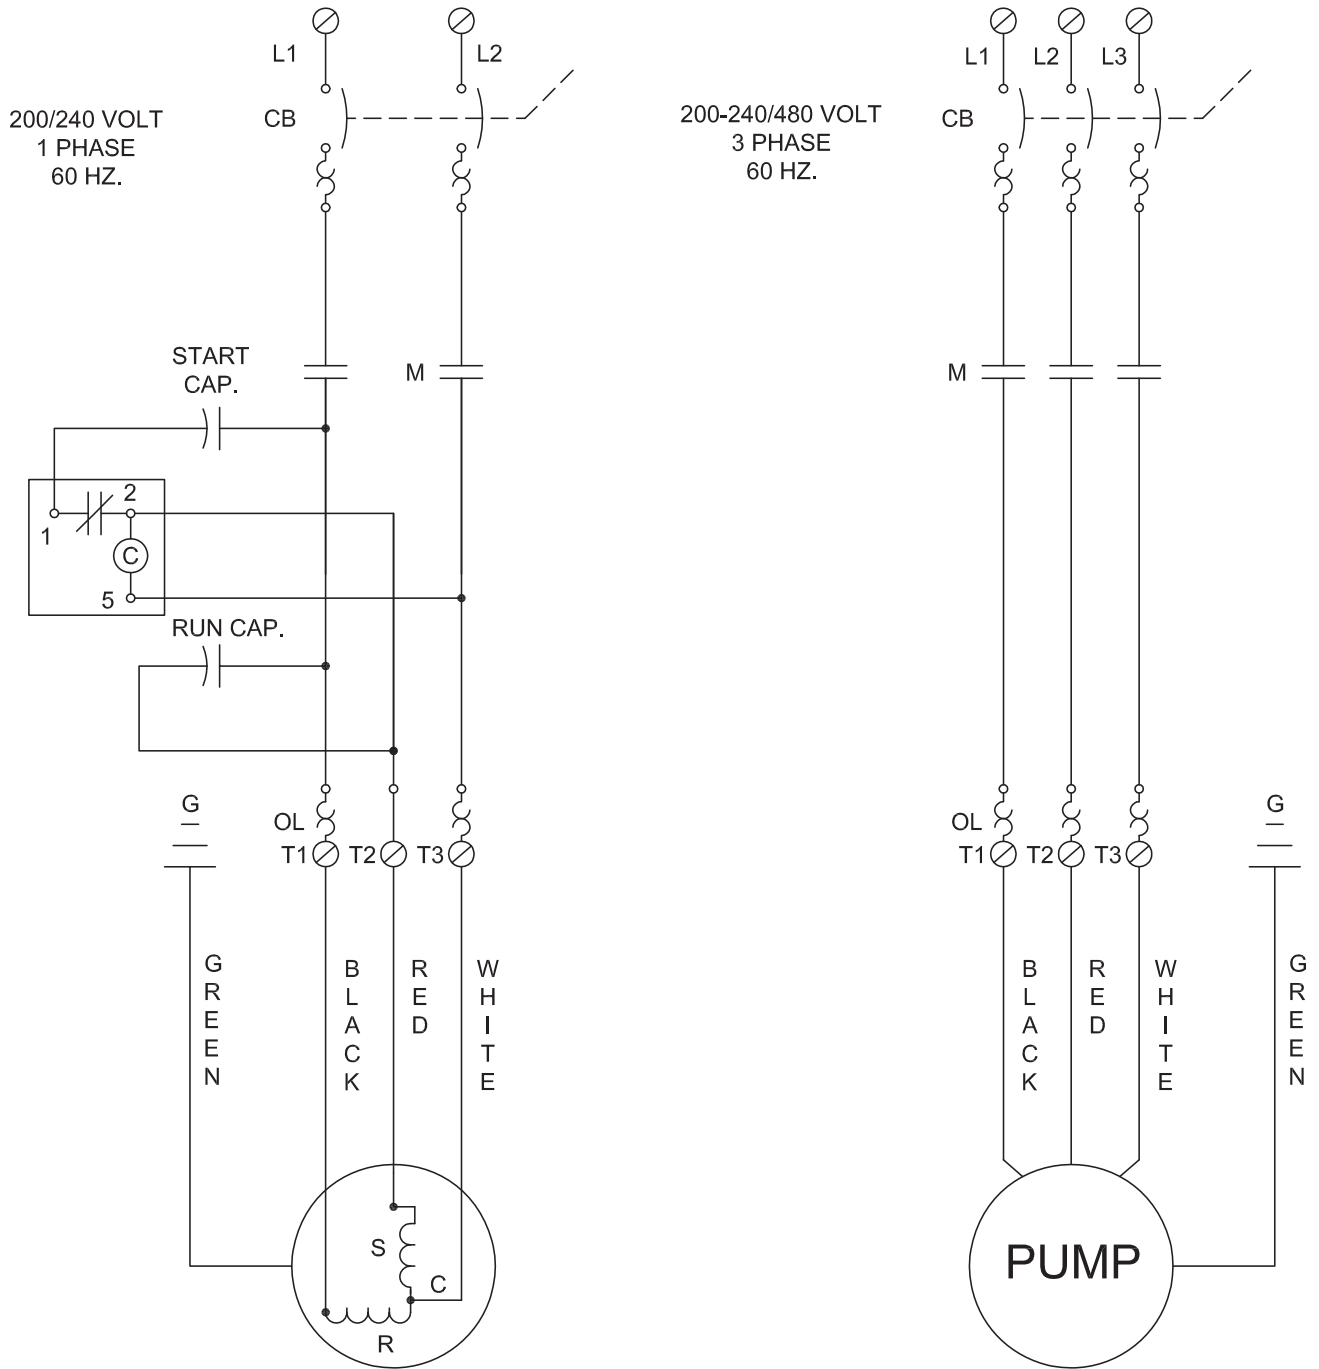 L1
L2
200/240 VOLT
1 PHASE
60 HZ.
CB
START
CAP.
M
1
2
C
5
RUN CAP.
G
OL
T1
T2
T3
GREEN
BLACK
RED
WHITE
S
C
R
L1
L2
L3
200-240/480 VOLT
3 PHASE
60 HZ.
CB
M
OL
T1
T2
T3
G
BLACK
RED
WHITE
GREEN
PUMP